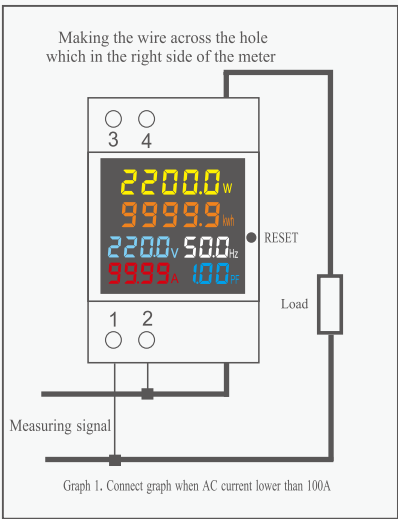 Making the wire across the hole
which in the right side of the meter
3 4
2200.0 W
9999.9 kwh
220.0 V 50.0 Hz
99.99 A 1.00 PF
RESET
Load
1 2
Measuring signal
Graph 1. Connect graph when AC current lower than 100A